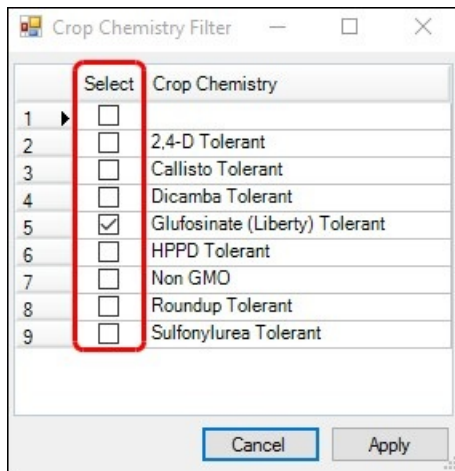 Crop Chemistry Filter
Select Crop Chemistry
1
2 2,4-D Tolerant
3 Callisto Tolerant
4 Dicamba Tolerant
5 Glufosinate (Liberty) Tolerant
6 HPPD Tolerant
7 Non GMO
8 Roundup Tolerant
9 Sulfonylurea Tolerant
Cancel Apply